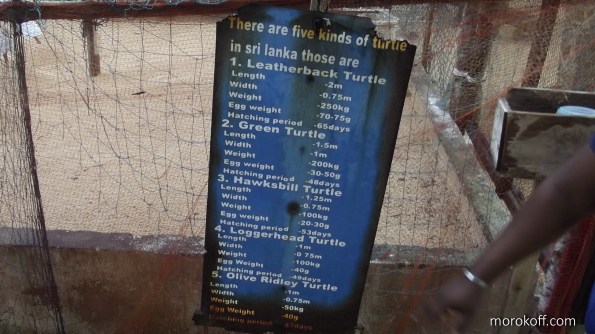 There are five kinds of turtle
in sri lanka those are
1. Leatherback Turtle
Length -2m
Width -0.75m
Weight -250kg
Egg weight -70-75g
Hatching period -65days
2. Green Turtle
Length -1.5m
Width -1m
Weight -200kg
Egg weight -30-50g
Hatching period -48days
3. Hawksbill Turtle
Length -1.25m
Width -0.75m
Weight -100kg
Egg weight -20-30g
Hatching period -53days
4. Loggerhead Turtle
Length -1m
Width -0 75m
Weight -100kg
Egg Weight -40g
Hatching period -49days
5. Olive Ridley Turtle
Length -1m
Width -0.75m
Weight -50kg
Egg weight -40g
Hatching period
morokoff.com